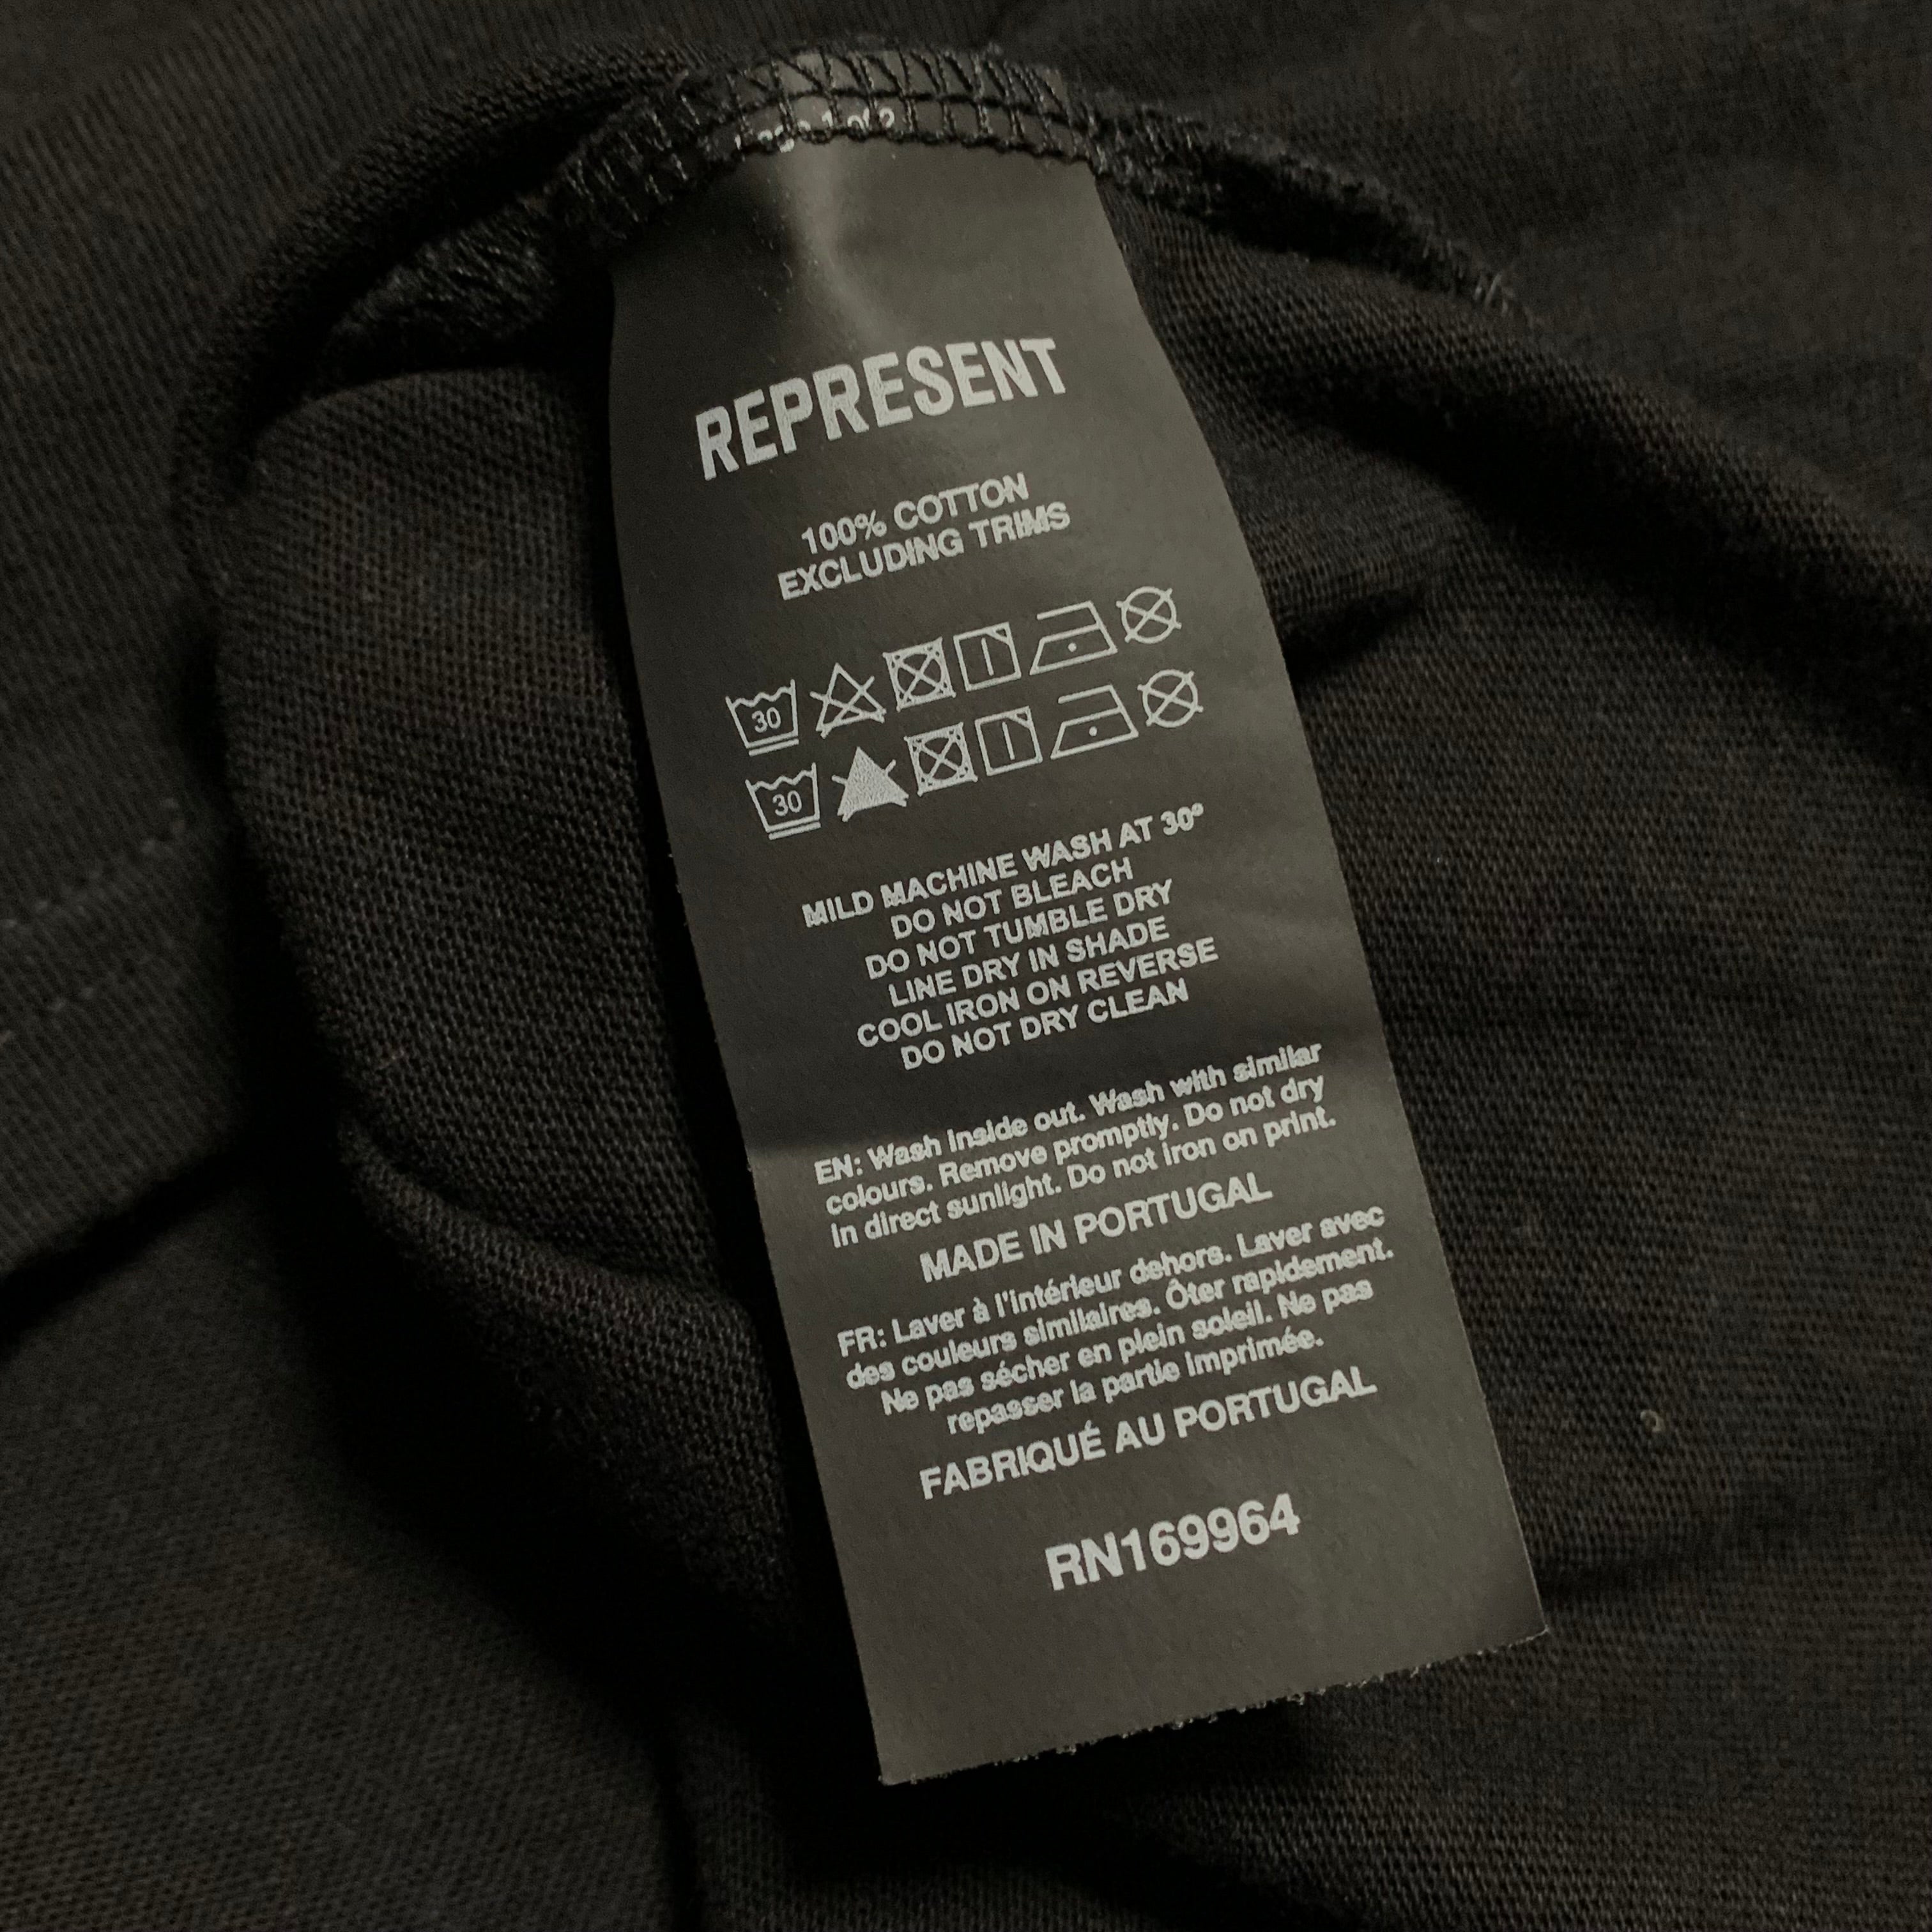 1 of 2
REPRESENT
100% COTTON
EXCLUDING TRIMS
30
30
MILD MACHINE WASH AT 30°
DO NOT BLEACH
DO NOT TUMBLE DRY
LINE DRY IN SHADE
COOL IRON ON REVERSE
DO NOT DRY CLEAN
EN: Wash inside out. Wash with similar
colours. Remove promptly. Do not dry
in direct sunlight. Do not iron on print.
MADE IN PORTUGAL
FR: Laver à l'intérieur dehors. Laver avec
des couleurs similaires. Ôter rapidement.
Ne pas sécher en plein soleil. Ne pas
repasser la partie imprimée.
FABRIQUÉ AU PORTUGAL
RN169964